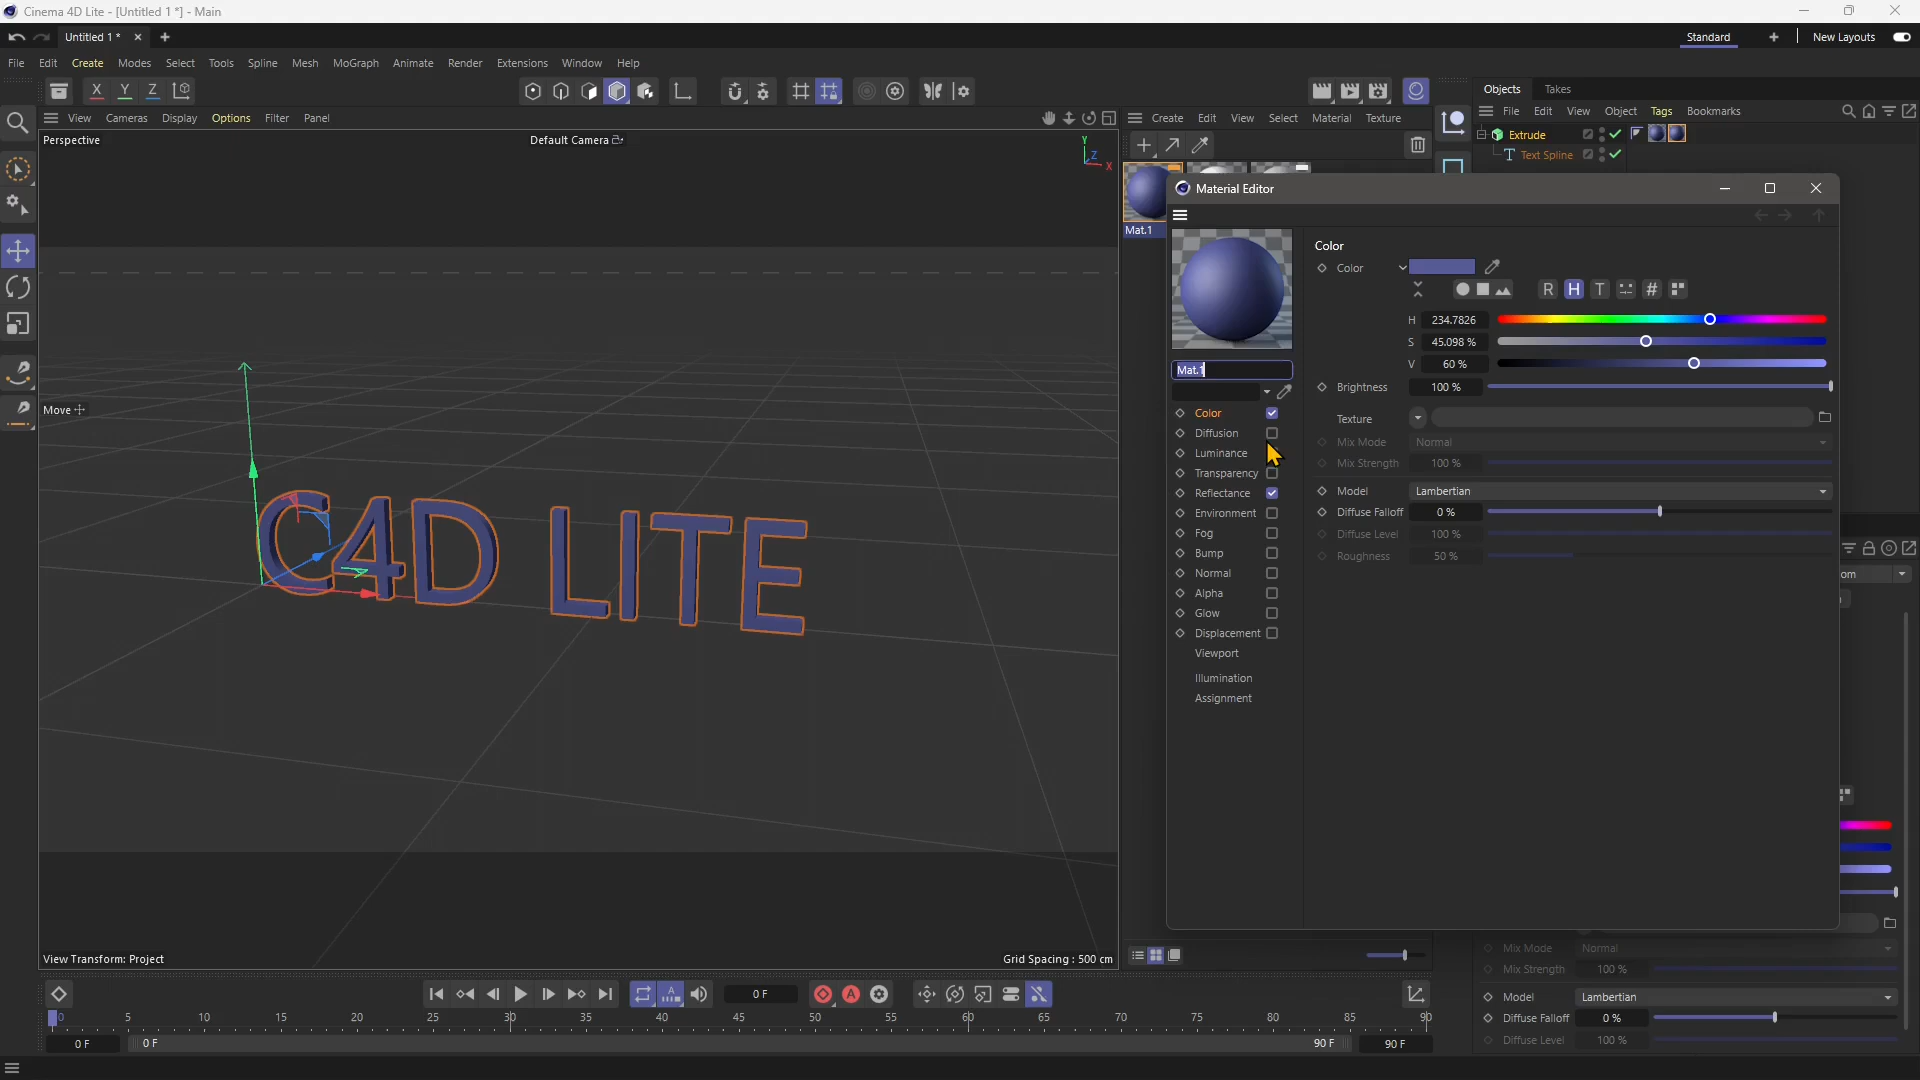 Cinema 4D Lite - [Untitled 1 *] - Main
Untitled 1 *
Standard
New Layouts
File Edit Create Modes Select Tools Spline Mesh MoGraph Animate Render Extensions Window Help
X Y Z
Objects Takes
View Cameras Display Options Filter Panel
Create Edit View Select Material Texture
File Edit View Object Tags Bookmarks
Perspective
Default Camera
Y
Z
X
Extrude
T Text Spline
Mat.1
Material Editor
Color
Color
R H T #
H 234.7826
S 45.098 %
V 60 %
Mat.1
Brightness 100 %
Color
Texture
Diffusion
Mix Mode Normal
Luminance
Mix Strength 100 %
Transparency
Reflectance
Model Lambertian
Environment
Diffuse Falloff 0 %
Fog
Diffuse Level 100 %
Bump
Roughness 50 %
Normal
Alpha
Glow
Displacement
Viewport
Illumination
Assignment
Move
C4D LITE
om
View Transform: Project
Grid Spacing : 500 cm
Mix Mode Normal
Mix Strength 100 %
Model Lambertian
Diffuse Falloff 0 %
Diffuse Level 100 %
0 F
A
0 5 10 15 20 25 30 35 40 45 50 55 60 65 70 75 80 85 90
0 F
0 F
90 F
90 F